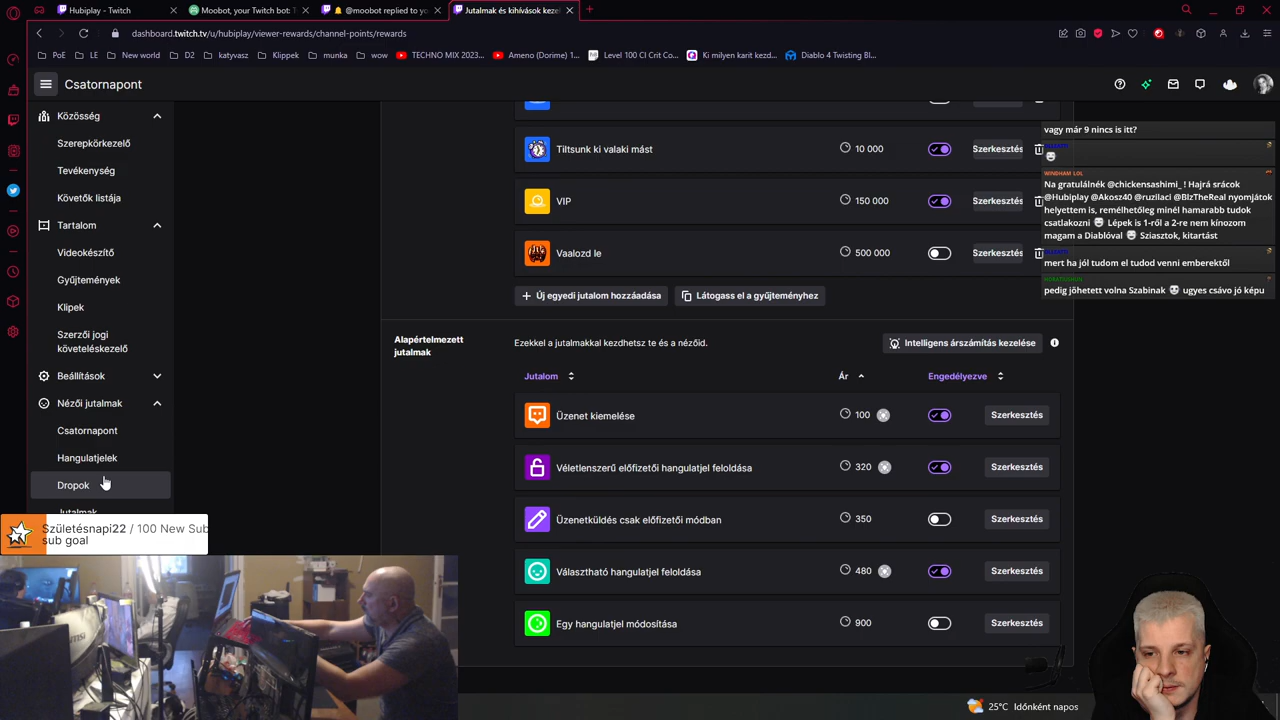 Hubiplay - Twitch
Moobot, your Twitch bot:
@moobot replied to yo
Jutalmak és kihívások keze
dashboard.twitch.tv/u/hubiplay/viewer-rewards/channel-points/rewards
PoE
LE
New world
D2
katyvasz
Klippek
munka
wow
TECHNO MIX 2023...
Ameno (Dorime) 1...
Level 100 CI Crit Co...
Ki milyen karit kezd...
Diablo 4 Twisting Bl...
Csatornapont
Közösség
Szerepkörkezelő
Tevékenység
Követők listája
Tartalom
Videokészítő
Gyűjtemények
Klipek
Szerzői jogi
követeléskezelő
Beállítások
Nézői jutalmak
Csatornapont
Hangulatjelek
Dropok
Jutalmak
Születésnapi22 / 100 New Sub
sub goal
Tiltsunk ki valaki mást
10 000
Szerkesztés
VIP
150 000
Szerkesztés
Vaalozd le
500 000
Szerkesztés
+ Új egyedi jutalom hozzáadása
Látogass el a gyűjteményhez
Alapértelmezett
jutalmak
Ezekkel a jutalmakkal kezdhetsz te és a nézőid.
Intelligens árszámítás kezelése
Jutalom
Ár
Engedélyezve
Üzenet kiemelése
100
Szerkesztés
Véletlenszerű előfizetői hangulatjel feloldása
320
Szerkesztés
Üzenetküldés csak előfizetői módban
350
Szerkesztés
Választható hangulatjel feloldása
480
Szerkesztés
Egy hangulatjel módosítása
900
Szerkesztés
vagy már 9 nincs is itt?
WINDHAM LOL
Na gratulálnék @chickensashimi_ ! Hajrá srácok
@Hubiplay @Akosz40 @ruzilaci @BIzTheReal nyomjátok
helyettem is, remélhetőleg minél hamarabb tudok
csatlakozni
Lépek is 1-ről a 2-re nem kínozom
magam a Diablóval
Sziasztok, kitartást
mert ha jól tudom el tudod venni emberektől
pedig jöhetett volna Szabinak
ugyes csávo jó képu
25°C Időnként napos